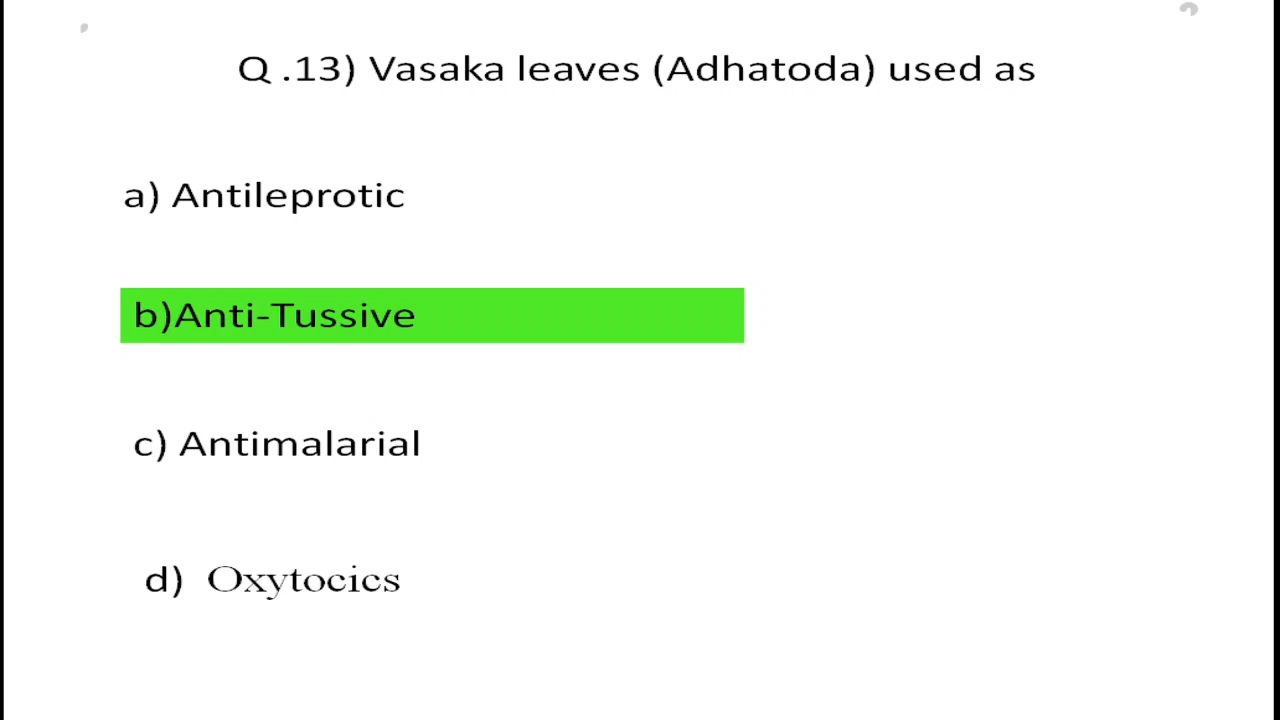 Q .13) Vasaka leaves (Adhatoda) used as
a) Antileprotic
b)Anti-Tussive
c) Antimalarial
d) Oxytocics